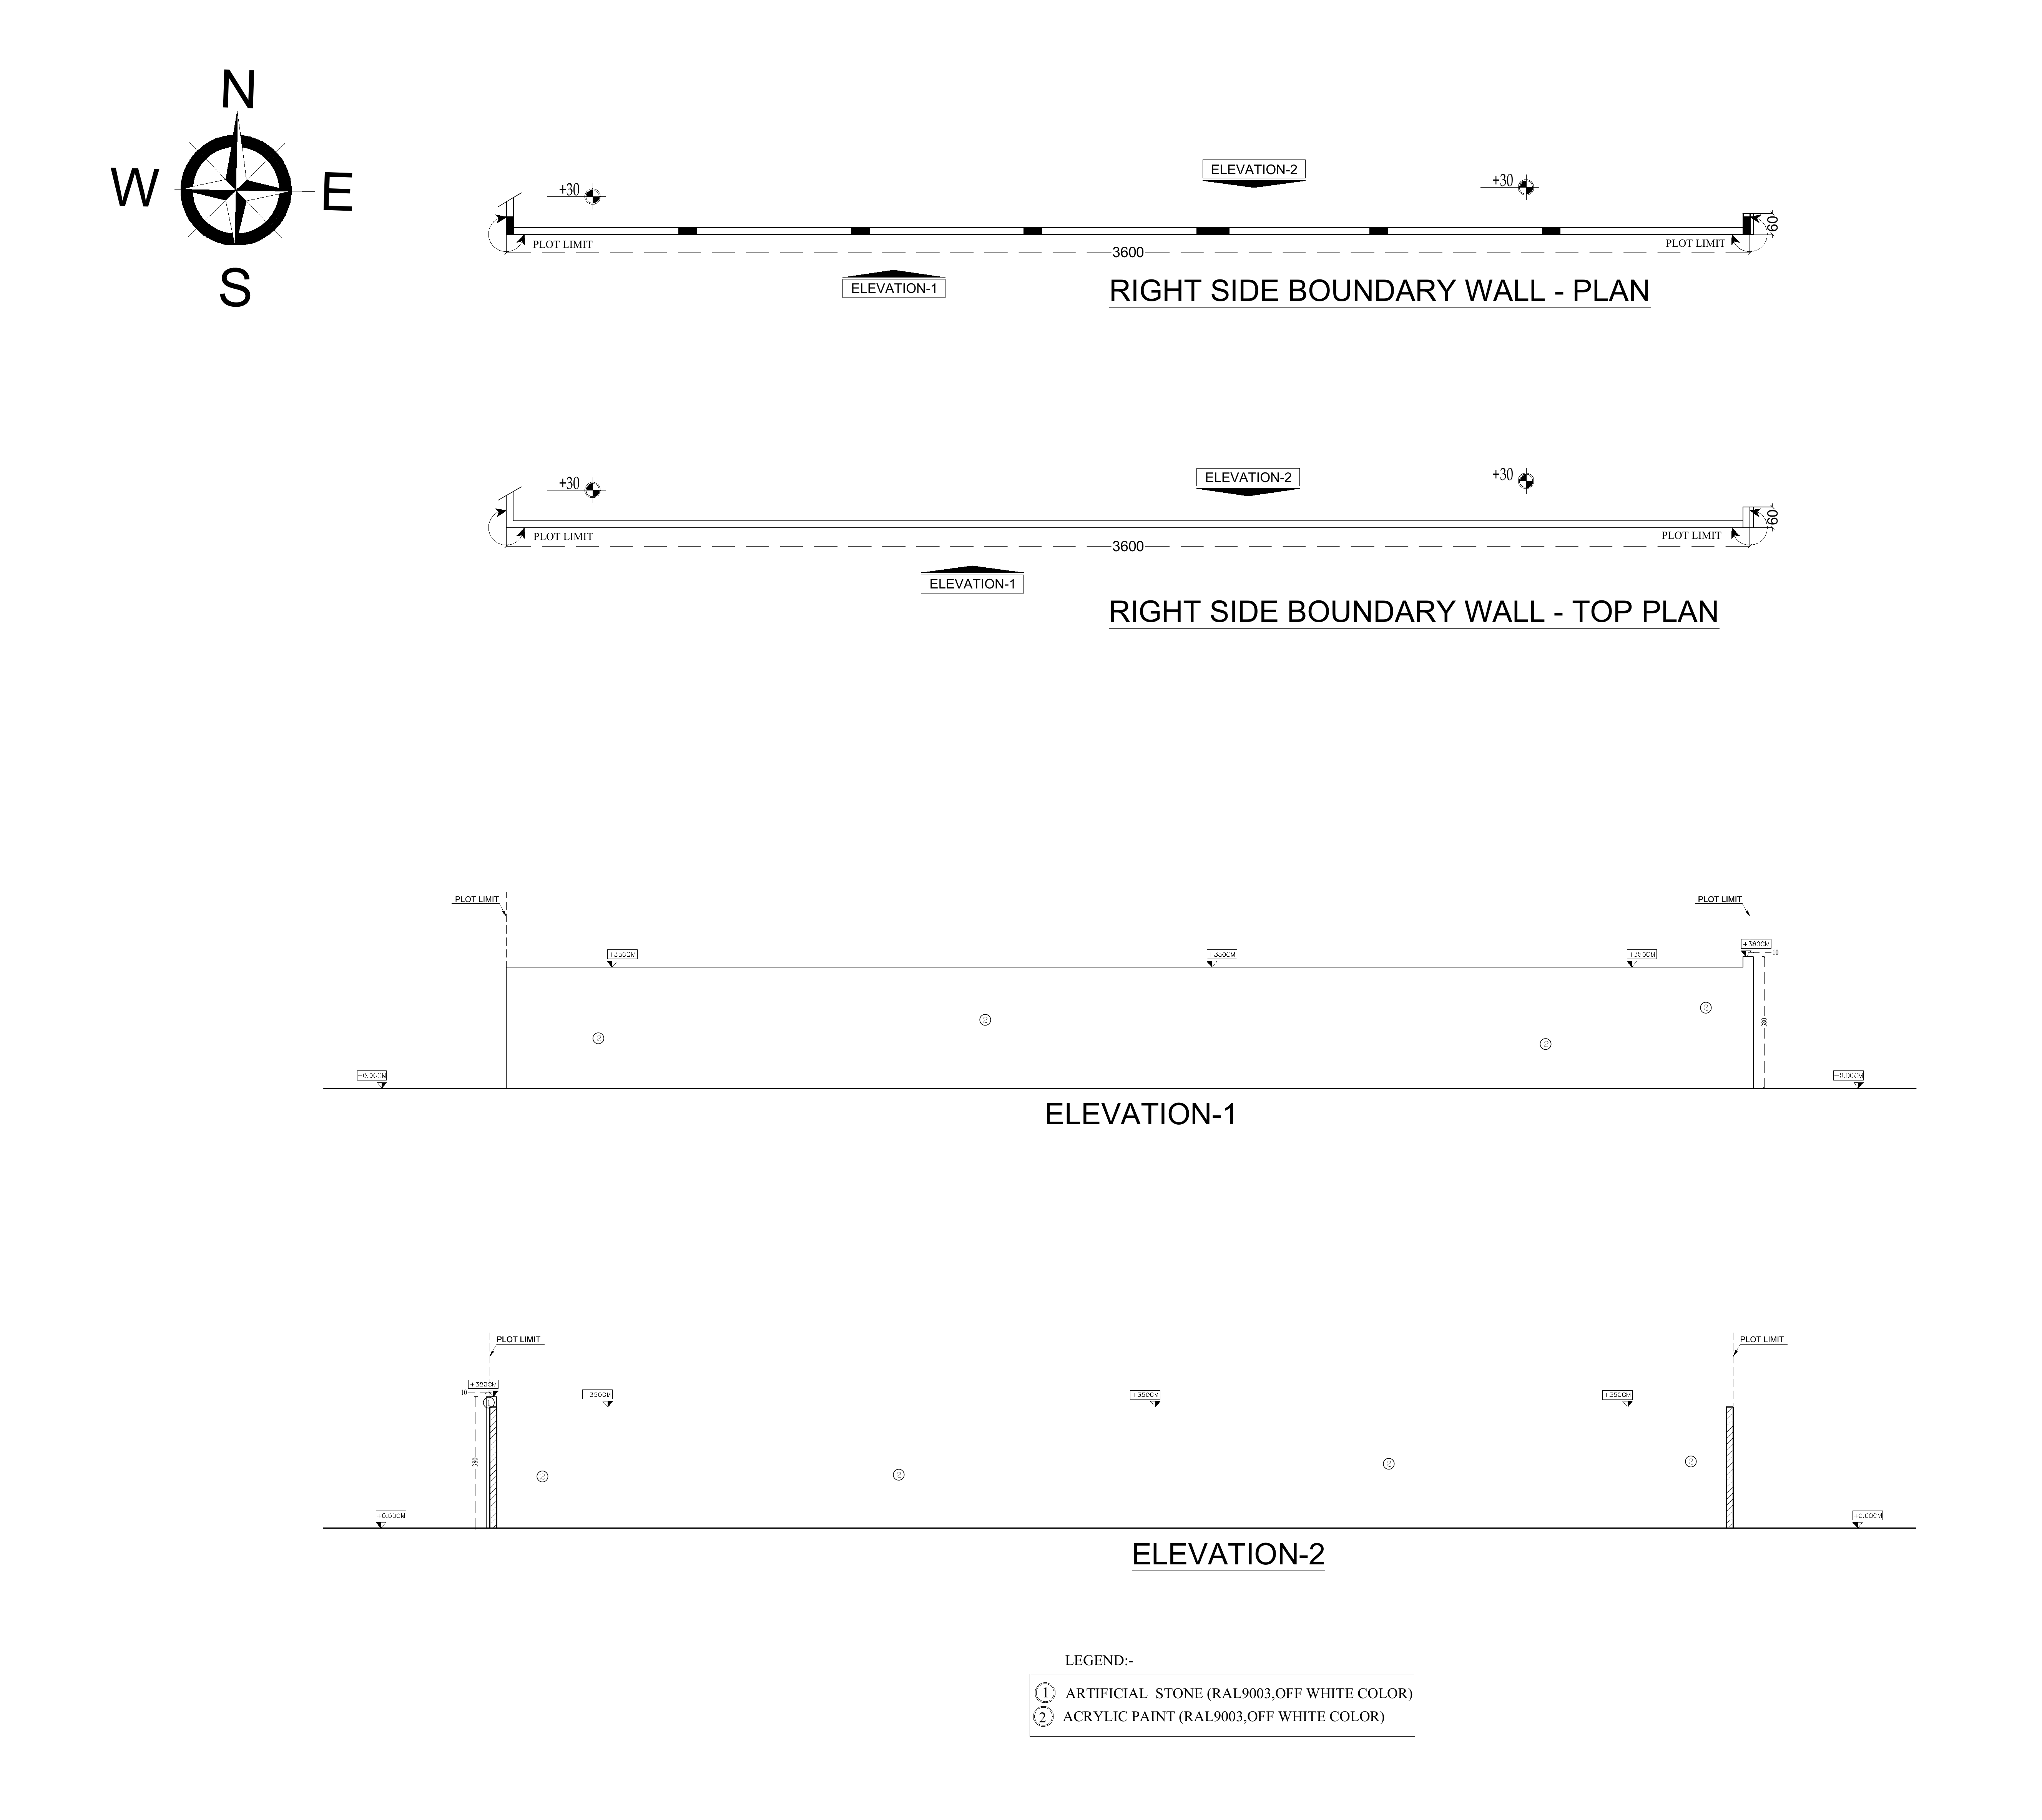 N
W
E
S
ELEVATION-2
+30
+30
60
PLOT LIMIT
PLOT LIMIT
3600
ELEVATION-1
RIGHT SIDE BOUNDARY WALL - PLAN
ELEVATION-2
+30
+30
60
PLOT LIMIT
PLOT LIMIT
3600
ELEVATION-1
RIGHT SIDE BOUNDARY WALL - TOP PLAN
PLOT LIMIT
PLOT LIMIT
+380CM
10
+350CM
+350CM
+350CM
2
2
2
2
380
+0.00CM
+0.00CM
ELEVATION-1
PLOT LIMIT
PLOT LIMIT
+380CM
10
+350CM
+350CM
+350CM
380
2
2
2
2
+0.00CM
+0.00CM
ELEVATION-2
LEGEND:-
1 ARTIFICIAL STONE (RAL9003,OFF WHITE COLOR)
2 ACRYLIC PAINT (RAL9003,OFF WHITE COLOR)